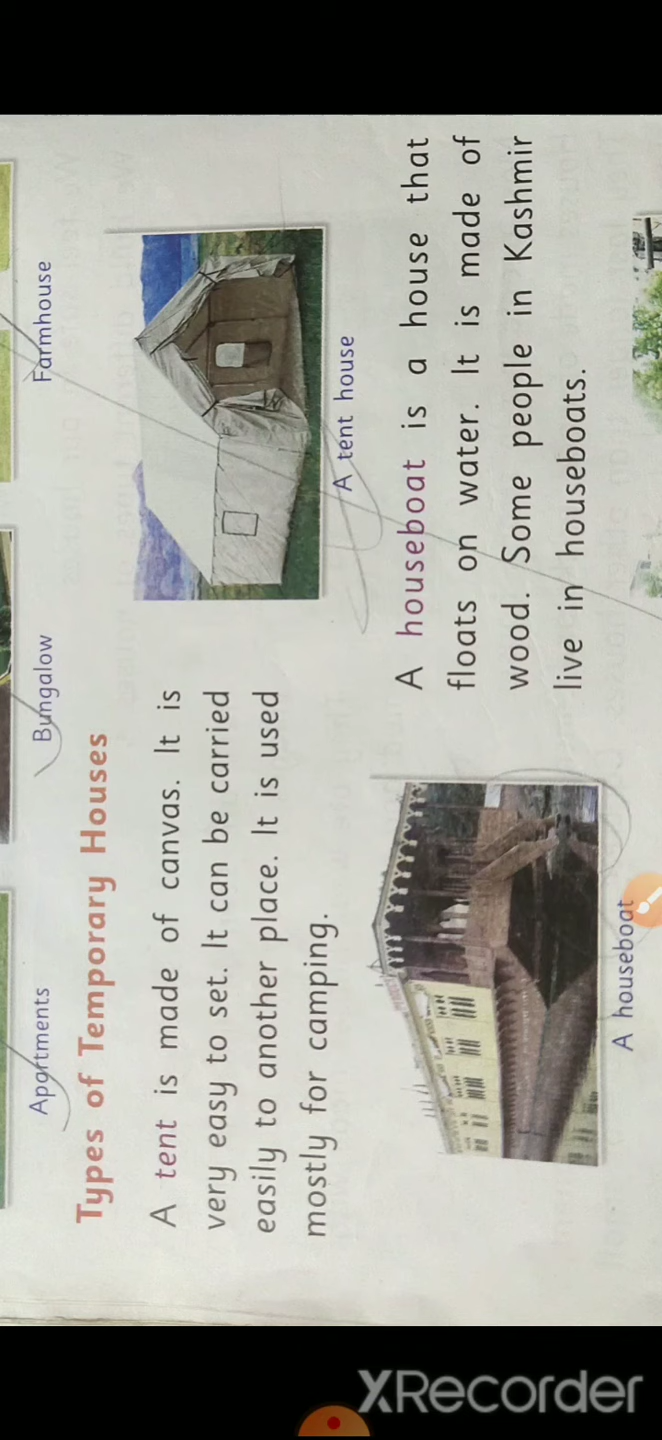 Apartments
Bungalow
Farmhouse
Types of Temporary Houses
A tent is made of canvas. It is
very easy to set. It can be carried
easily to another place. It is used
mostly for camping.
A tent house
A houseboat is a house that
floats on water. It is made of
wood. Some people in Kashmir
live in houseboats.
A houseboat
XRecorder